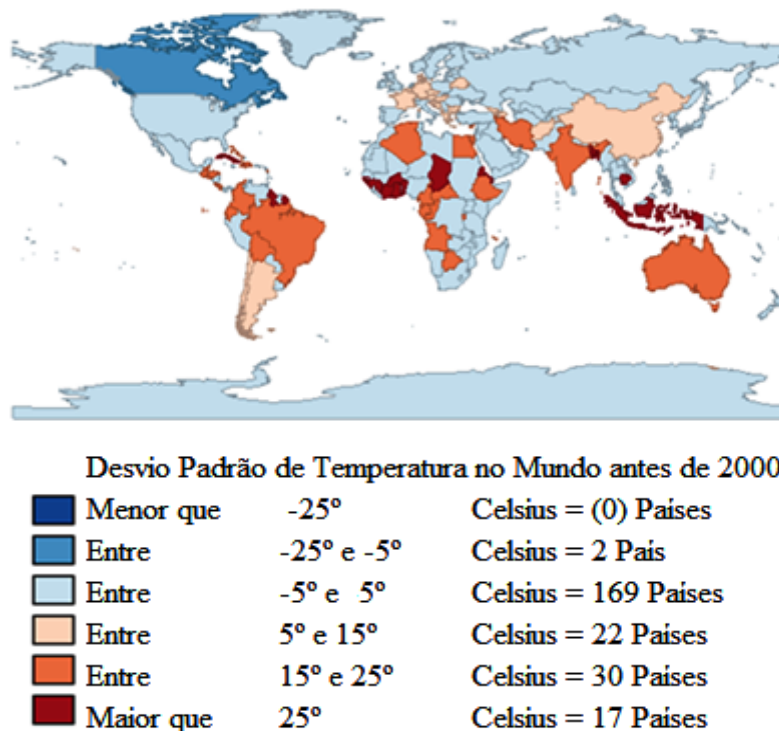 Desvio Padrão de Temperatura no Mundo antes de 2000
Menor que -25º Celsius = (0) Países
Entre -25º e -5º Celsius = 2 País
Entre -5º e 5º Celsius = 169 Países
Entre 5º e 15º Celsius = 22 Países
Entre 15º e 25º Celsius = 30 Países
Maior que 25º Celsius = 17 Países